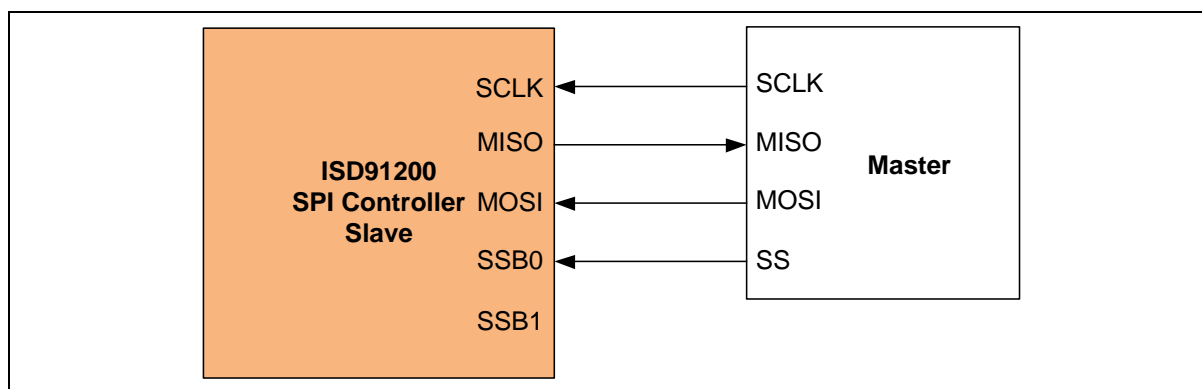 SCLK
MISO
ISD91200
SPI Controller
Slave
MOSI
SSB0
SSB1
SCLK
MISO
Master
MOSI
SS